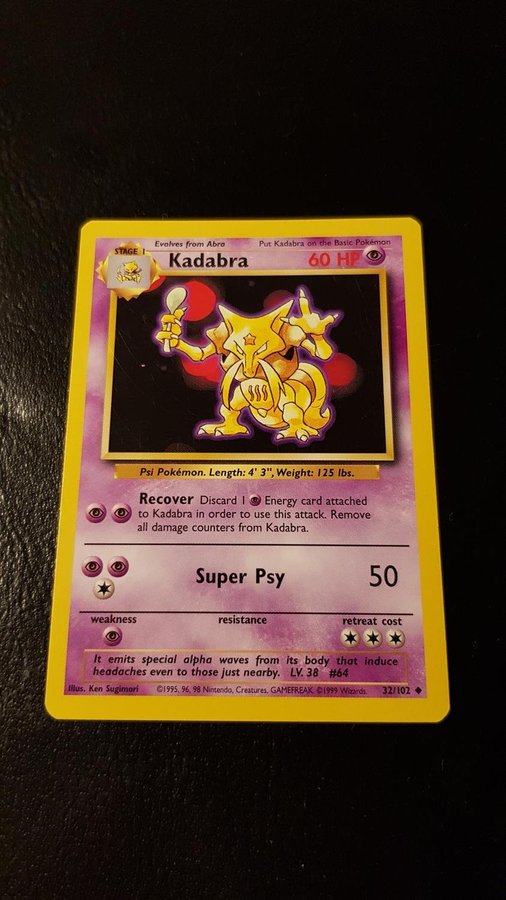 Evolves from Abra
Put Kadabra on the Basic Pokémon
STAGE 1
Kadabra
60 HP
Psi Pokémon. Length: 4' 3", Weight: 125 lbs.
Recover Discard 1 Energy card attached
to Kadabra in order to use this attack. Remove
all damage counters from Kadabra.
Super Psy 50
weakness resistance retreat cost
It emits special alpha waves from its body that induce
headaches even to those just nearby. LV. 38 #64
Illus. Ken Sugimori ©1995, 96, 98 Nintendo, Creatures, GAMEFREAK. ©1999 Wizards. 32/102